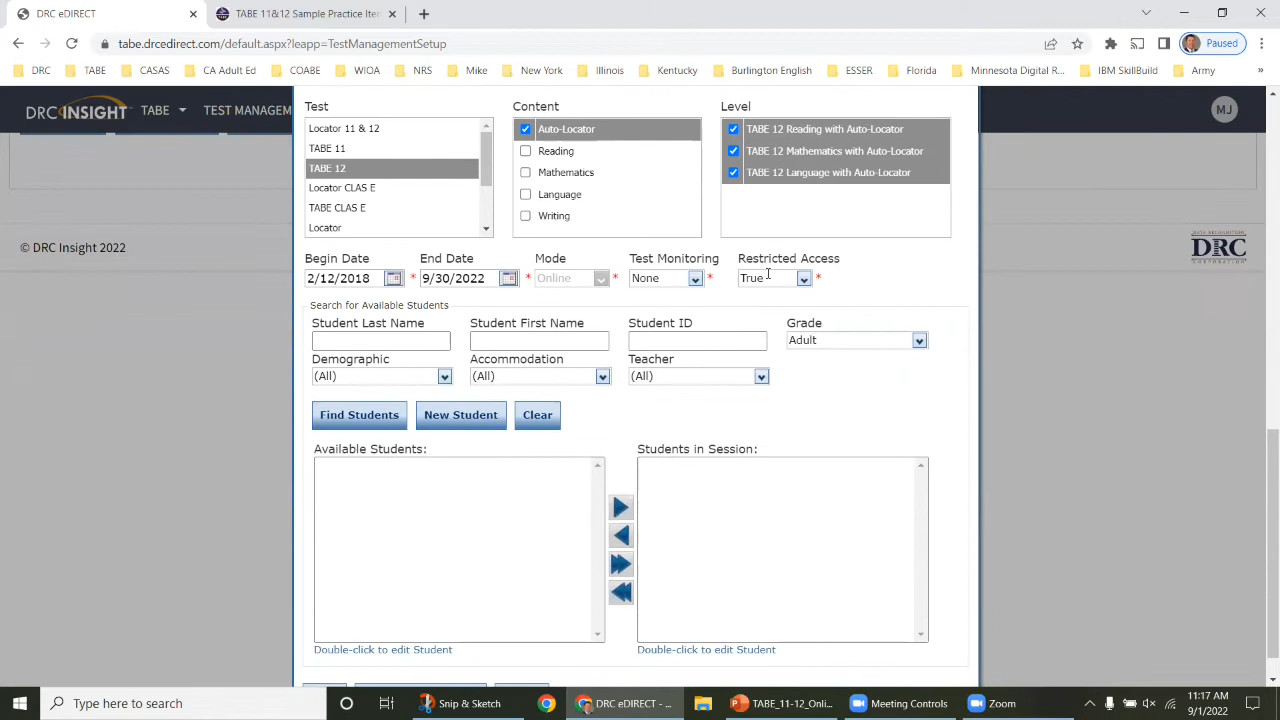 DRC eDIRECT
TABE 11&12 Sample Practice Iter
tabe.drcedirect.com/default.aspx?leapp=TestManagementSetup
Paused
DRC TABE CASAS CA Adult Ed COABE WIOA NRS Mike New York Illinois Kentucky Burlington English ESSER Florida Minnesota Digital R... IBM SkillBuild Army
DRC INSIGHT TABE TEST MANAGEM MJ
Test Content Level
Locator 11 & 12
TABE 11
TABE 12
Locator CLAS E
TABE CLAS E
Locator
Auto-Locator
Reading
Mathematics
Language
Writing
TABE 12 Reading with Auto-Locator
TABE 12 Mathematics with Auto-Locator
TABE 12 Language with Auto-Locator
© DRC Insight 2022
DRC
Begin Date End Date Mode Test Monitoring Restricted Access
2/12/2018 * 9/30/2022 * Online * None * True *
Search for Available Students
Student Last Name Student First Name Student ID Grade
Adult
Demographic Accommodation Teacher
(All) (All) (All)
Find Students New Student Clear
Available Students: Students in Session:
Double-click to edit Student Double-click to edit Student
Type here to search
Snip & Sketch
DRC eDIRECT - ...
TABE_11-12_Onli...
Meeting Controls
Zoom
11:17 AM
9/1/2022